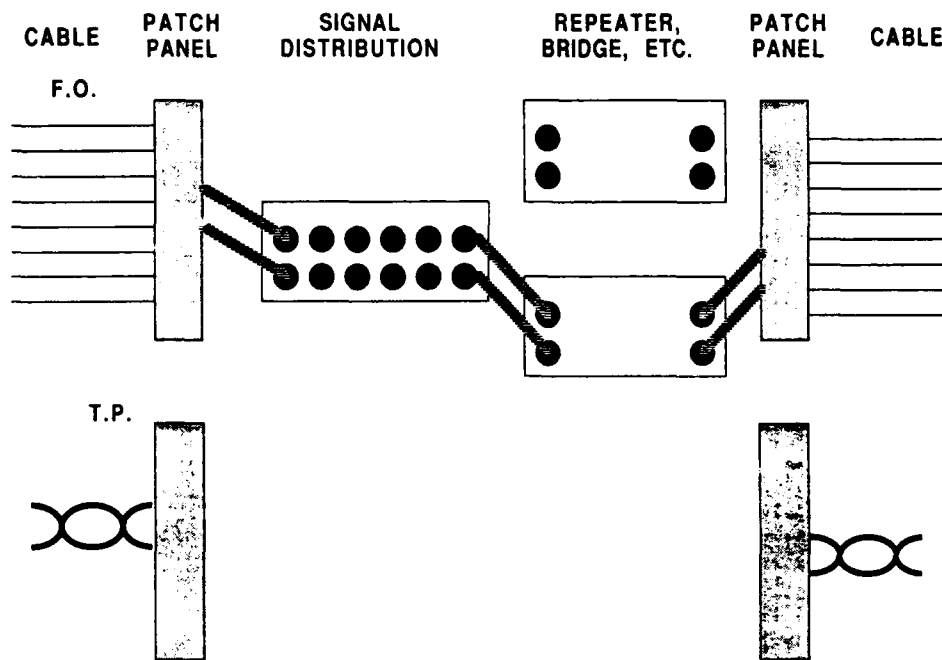 CABLE
PATCH
PANEL
SIGNAL
DISTRIBUTION
REPEATER,
BRIDGE, ETC.
PATCH
PANEL
CABLE
F.O.
T.P.